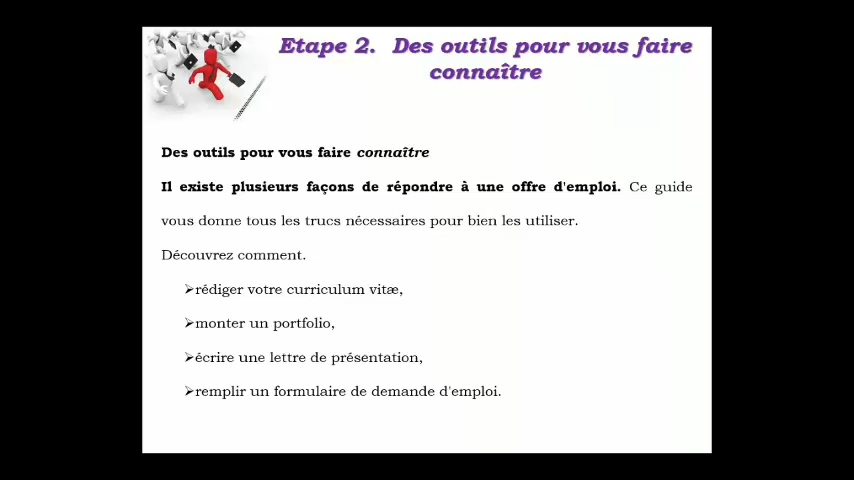 Etape 2. Des outils pour vous faire
connaître
Des outils pour vous faire connaître
Il existe plusieurs façons de répondre à une offre d'emploi. Ce guide
vous donne tous les trucs nécessaires pour bien les utiliser.
Découvrez comment.
➢rédiger votre curriculum vitæ,
➢monter un portfolio,
➢écrire une lettre de présentation,
➢remplir un formulaire de demande d'emploi.